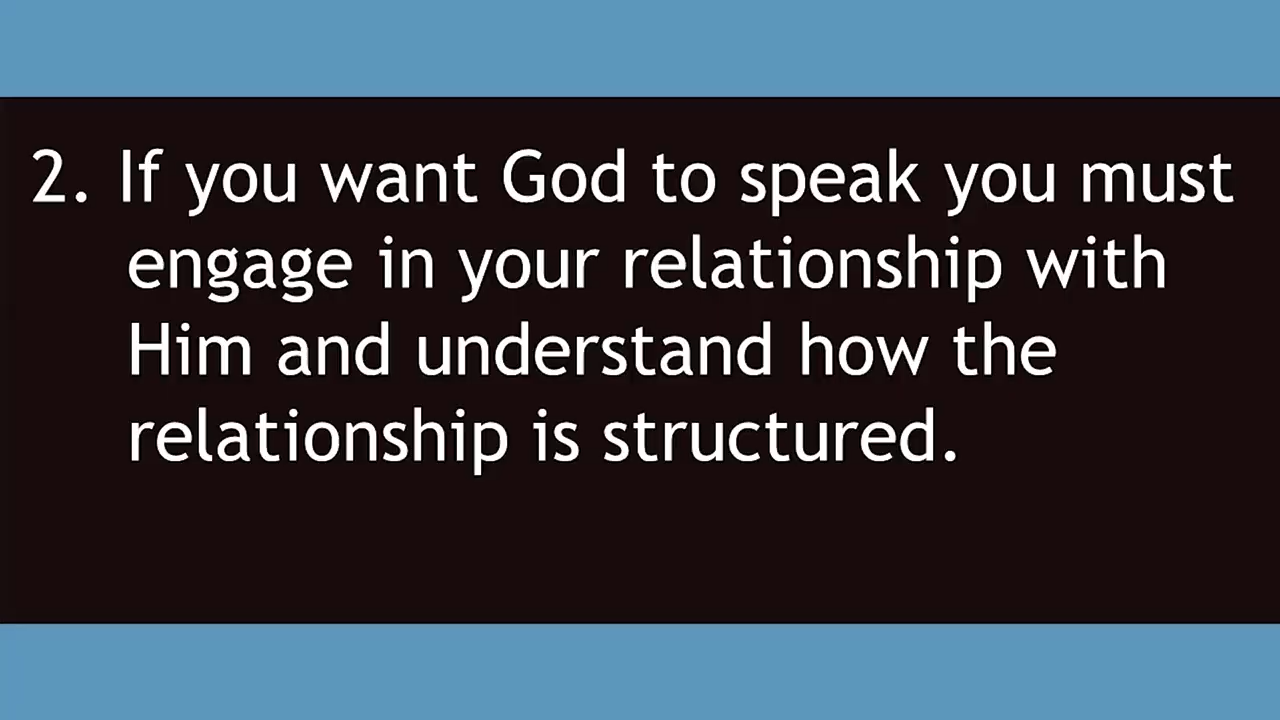 2. If you want God to speak you must
engage in your relationship with
Him and understand how the
relationship is structured.